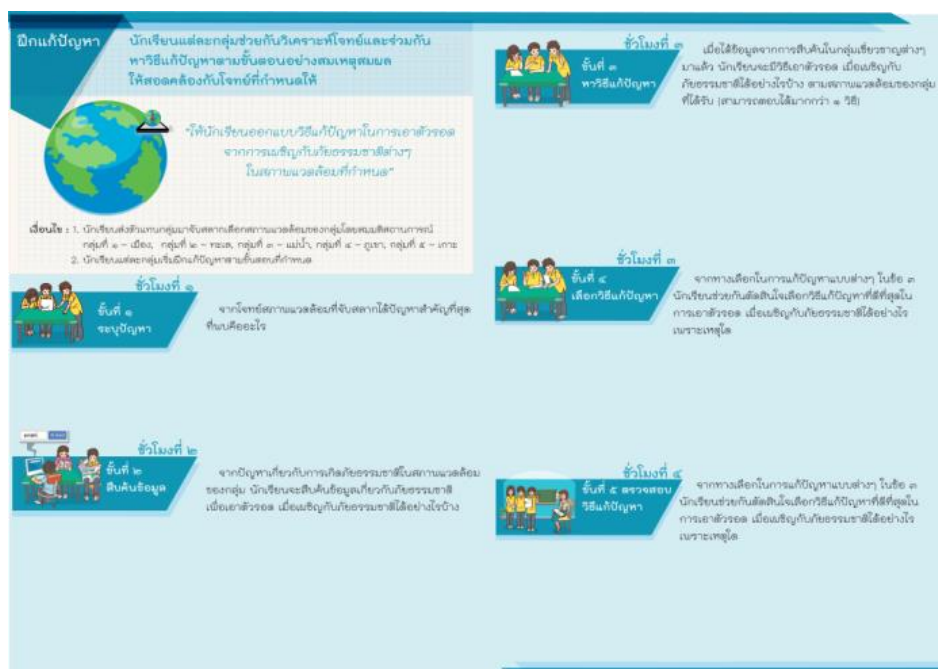 ฝึกแก้ปัญหา
นักเรียนแต่ละกลุ่มช่วยกันวิเคราะห์โจทย์และร่วมกัน
หาวิธีแก้ปัญหาตามขั้นตอนอย่างสมเหตุสมผล
ให้สอดคล้องกับโจทย์ที่กำหนดให้
"ให้นักเรียนออกแบบวิธีแก้ปัญหาในการเอาตัวรอด
จากการเผชิญกับภัยธรรมชาติต่างๆ
ในสภาพแวดล้อมที่กำหนด"
เงื่อนไข : 1. นักเรียนส่งตัวแทนกลุ่มมาจับสลากเลือกสภาพแวดล้อมของกลุ่มโดยสมมติสถานการณ์
กลุ่มที่ ๑ – เมือง, กลุ่มที่ ๒ – ทะเล, กลุ่มที่ ๓ – แม่น้ำ, กลุ่มที่ ๔ – ภูเขา, กลุ่มที่ ๕ – เกาะ
2. นักเรียนแต่ละกลุ่มเริ่มฝึกแก้ปัญหาตามขั้นตอนที่กำหนด
ชั่วโมงที่ ๑
ขั้นที่ ๑
ระบุปัญหา
จากโจทย์สภาพแวดล้อมที่จับสลากได้ปัญหาสำคัญที่สุด
ที่พบคืออะไร
ชั่วโมงที่ ๒
ขั้นที่ ๒
สืบค้นข้อมูล
จากปัญหาเกี่ยวกับการเกิดภัยธรรมชาติในสภาพแวดล้อม
ของกลุ่ม นักเรียนจะสืบค้นข้อมูลเกี่ยวกับภัยธรรมชาติ
เพื่อเอาตัวรอด เมื่อเผชิญกับภัยธรรมชาติได้อย่างไรบ้าง
ชั่วโมงที่ ๓
ขั้นที่ ๓
หาวิธีแก้ปัญหา
เมื่อได้ข้อมูลจากการสืบค้นในกลุ่มเชี่ยวชาญต่างๆ
มาแล้ว นักเรียนจะมีวิธีเอาตัวรอด เมื่อเผชิญกับ
ภัยธรรมชาติได้อย่างไรบ้าง ตามสภาพแวดล้อมของกลุ่ม
ที่ได้รับ (สามารถตอบได้มากกว่า ๑ วิธี)
ชั่วโมงที่ ๓
ขั้นที่ ๔
เลือกวิธีแก้ปัญหา
จากทางเลือกในการแก้ปัญหาแบบต่างๆ ในข้อ ๓
นักเรียนช่วยกันตัดสินใจเลือกวิธีแก้ปัญหาที่ดีที่สุดใน
การเอาตัวรอด เมื่อเผชิญกับภัยธรรมชาติได้อย่างไร
เพราะเหตุใด
ชั่วโมงที่ ๔
ขั้นที่ ๕ ตรวจสอบ
วิธีแก้ปัญหา
จากทางเลือกในการแก้ปัญหาแบบต่างๆ ในข้อ ๓
นักเรียนช่วยกันตัดสินใจเลือกวิธีแก้ปัญหาที่ดีที่สุดใน
การเอาตัวรอด เมื่อเผชิญกับภัยธรรมชาติได้อย่างไร
เพราะเหตุใด